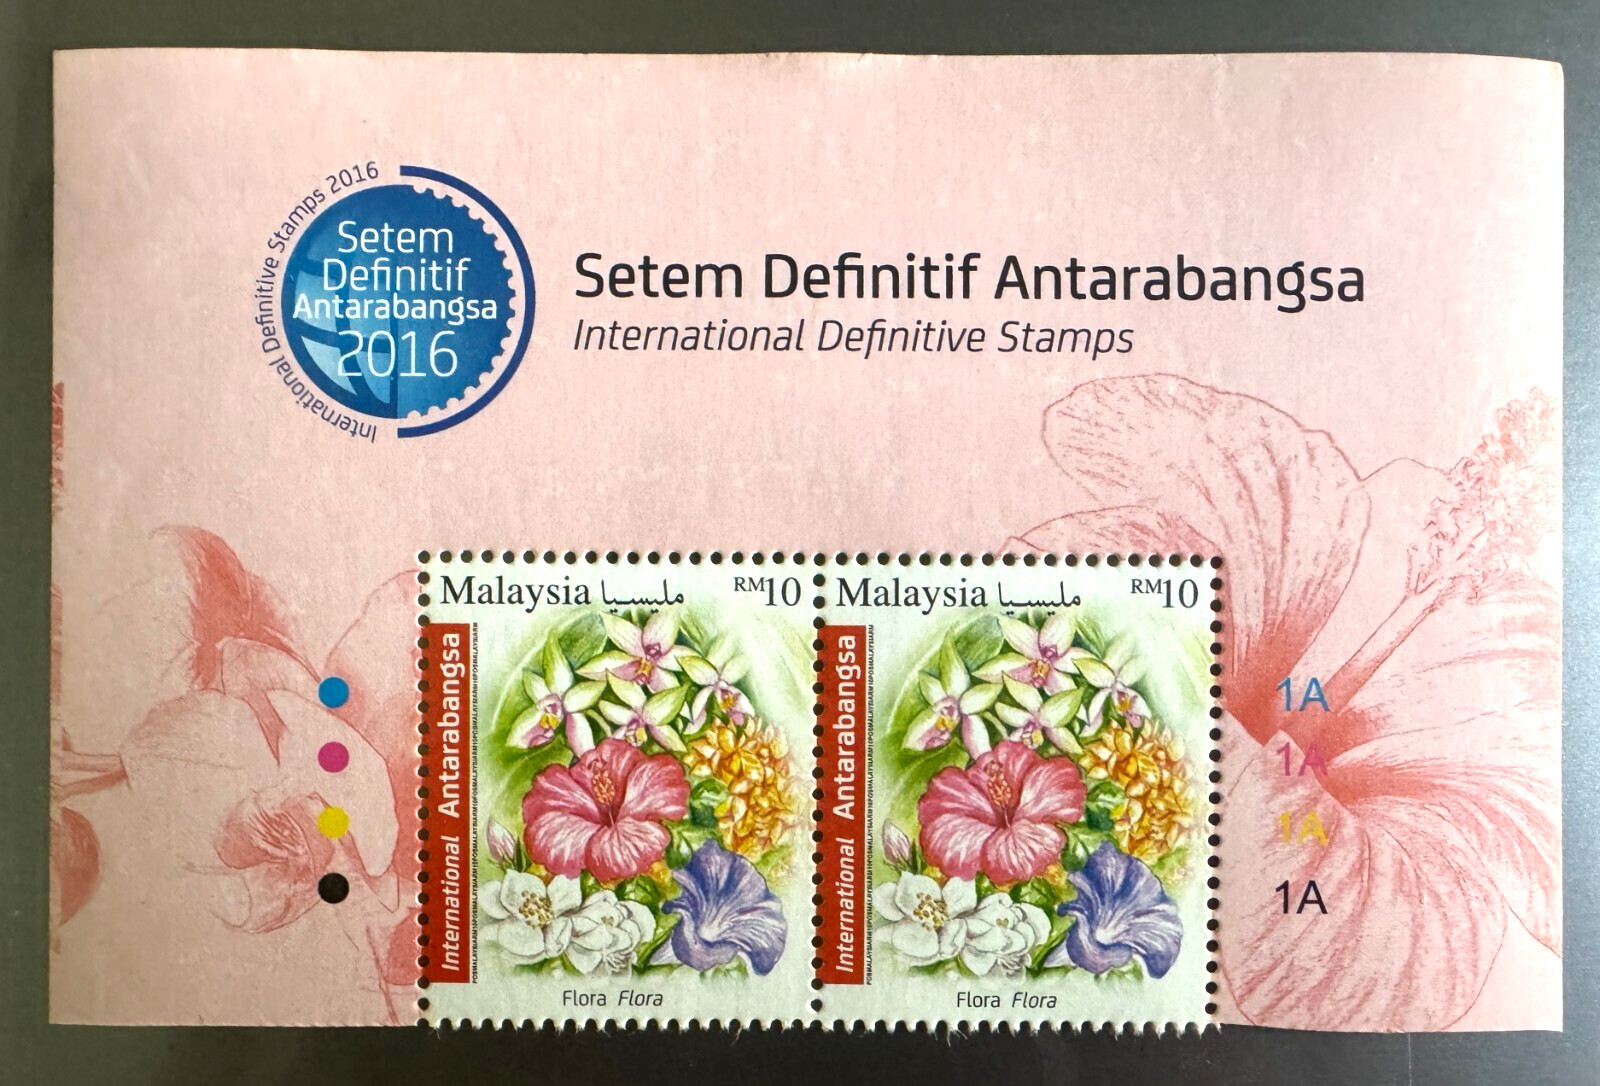 International Definitive Stamps 2016
Setem
Definitif
Antarabangsa
2016
Setem Definitif Antarabangsa
International Definitive Stamps
Malaysia مليسيا RM10
International Antarabangsa
Flora Flora
Malaysia مليسيا RM10
International Antarabangsa
Flora Flora
1A
1A
1A
1A